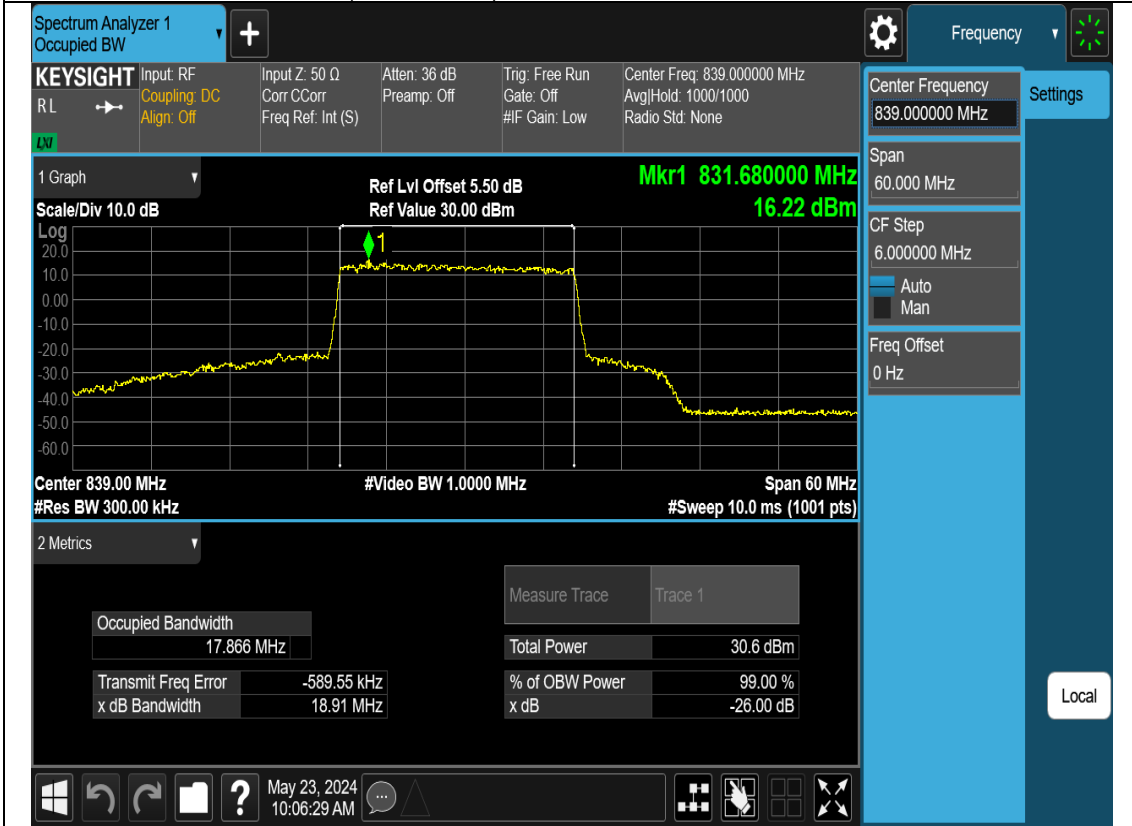 Spectrum Analyzer 1
Occupied BW
+
Frequency
KEYSIGHT
R L
LXI
Input: RF
Coupling: DC
Align: Off
Input Z: 50 Ω
Corr CCorr
Freq Ref: Int (S)
Atten: 36 dB
Preamp: Off
Trig: Free Run
Gate: Off
#IF Gain: Low
Center Freq: 839.000000 MHz
Avg|Hold: 1000/1000
Radio Std: None
Center Frequency
839.000000 MHz
Settings
Span
60.000 MHz
CF Step
6.000000 MHz
Auto
Man
Freq Offset
0 Hz
Local
1 Graph
Scale/Div 10.0 dB
Ref Lvl Offset 5.50 dB
Ref Value 30.00 dBm
Mkr1 831.680000 MHz
16.22 dBm
Log
1
20.0
10.0
0.00
-10.0
-20.0
-30.0
-40.0
-50.0
-60.0
Center 839.00 MHz
#Video BW 1.0000 MHz
Span 60 MHz
#Res BW 300.00 kHz
#Sweep 10.0 ms (1001 pts)
2 Metrics
Measure Trace Trace 1
Occupied Bandwidth
17.866 MHz
Total Power 30.6 dBm
Transmit Freq Error -589.55 kHz
% of OBW Power 99.00 %
x dB Bandwidth 18.91 MHz
x dB -26.00 dB
?
May 23, 2024
10:06:29 AM